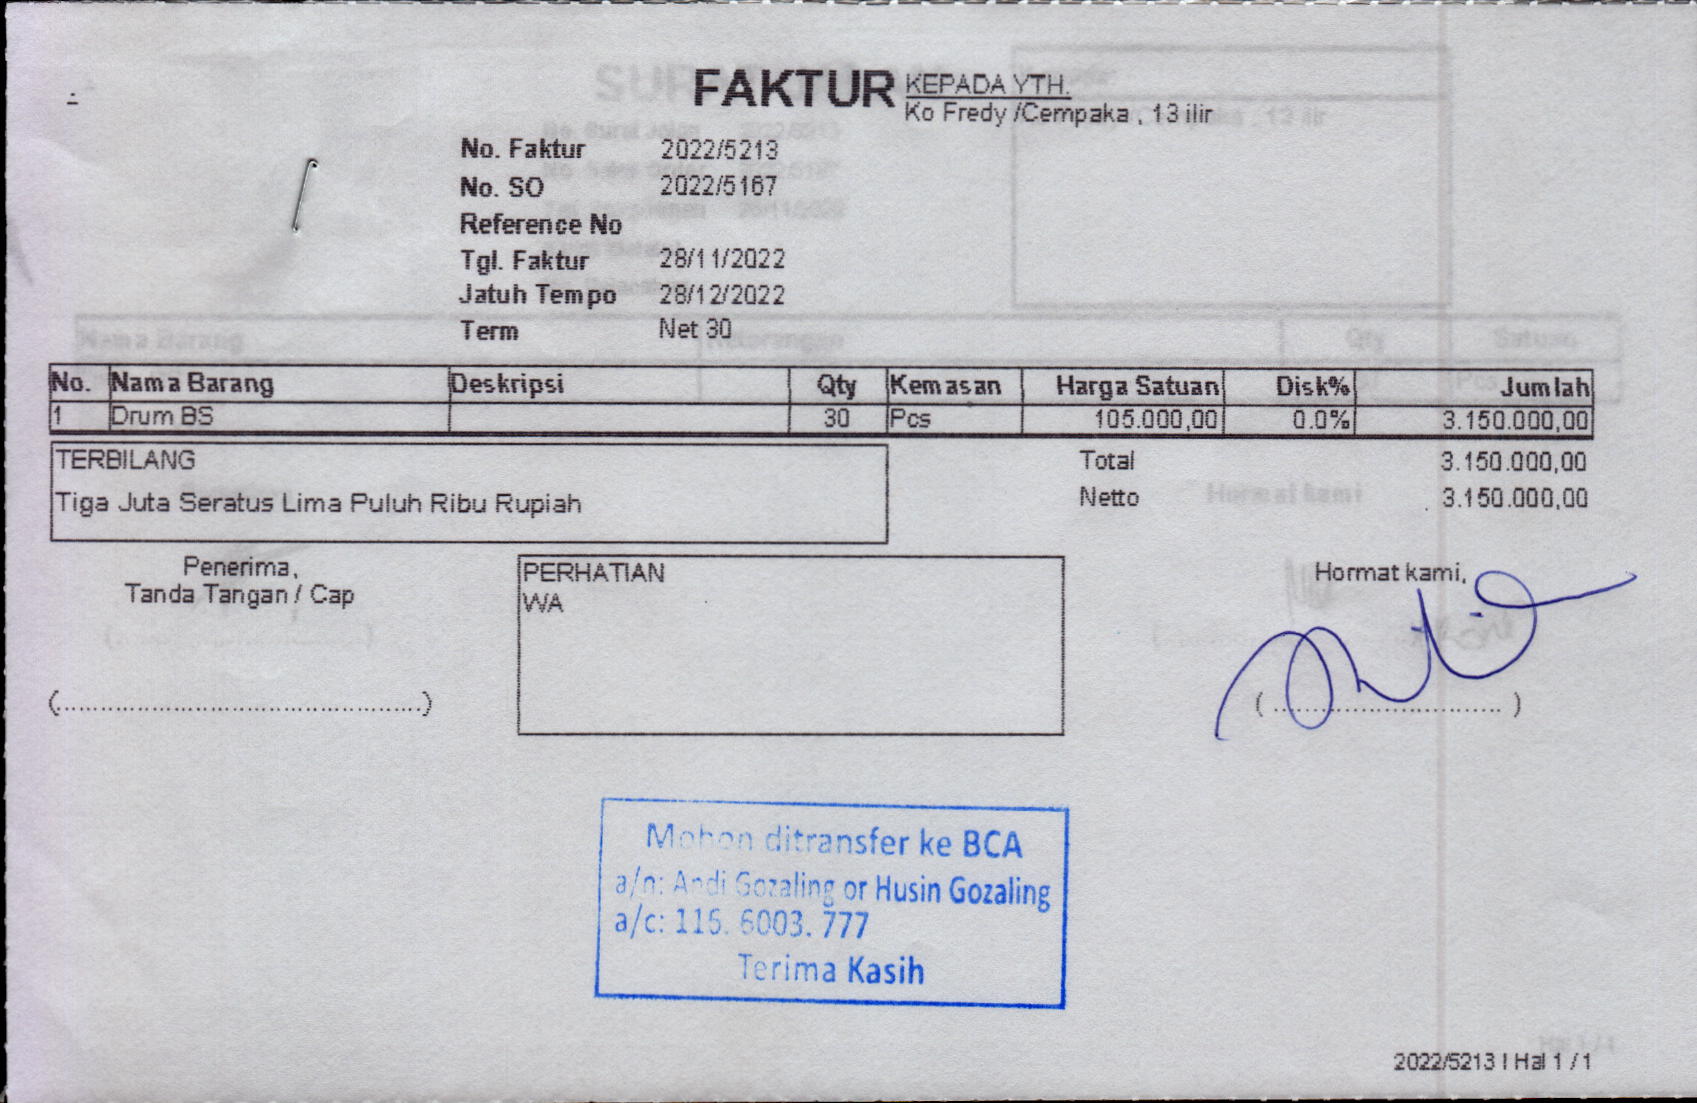 FAKTUR
KEPADA YTH.
Ko Fredy /Cempaka , 13 ilir
No. Faktur 2022/5213
No. SO 2022/5167
Reference No
Tgl. Faktur 28/11/2022
Jatuh Tempo 28/12/2022
Term Net 30
No. Nama Barang Deskripsi Qty Kemasan Harga Satuan Disk% Jumlah
1 Drum BS 30 Pcs 105.000,00 0.0% 3.150.000,00
TERBILANG
Tiga Juta Seratus Lima Puluh Ribu Rupiah
Total 3.150.000,00
Netto 3.150.000,00
Penerima,
Tanda Tangan / Cap
(................................................)
PERHATIAN
WA
Hormat kami,
( .............................. )
Mohon ditransfer ke BCA
a/n: Andi Gozaling or Husin Gozaling
a/c: 115. 6003. 777
Terima Kasih
2022/5213 | Hal 1 / 1